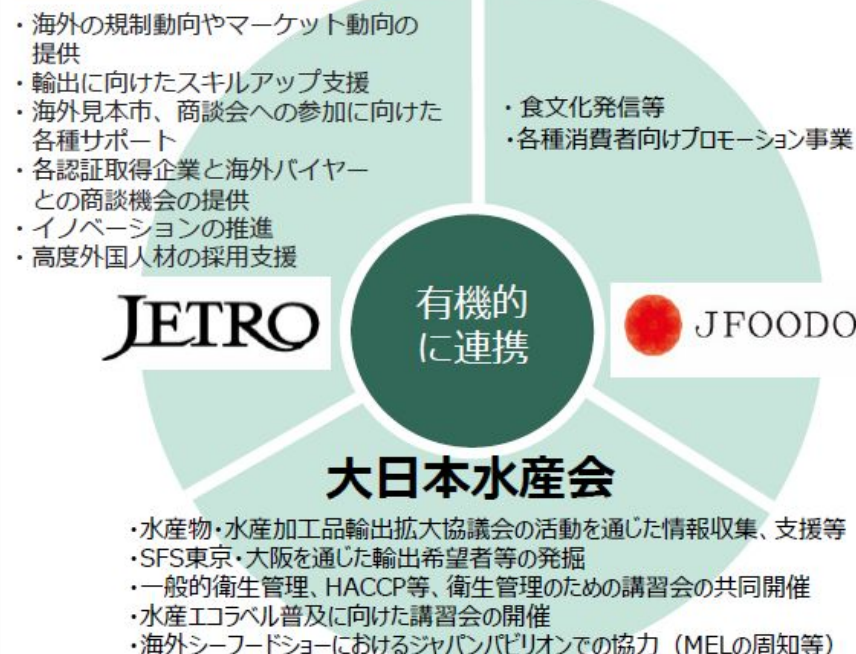 ・海外の規制動向やマーケット動向の
提供
・輸出に向けたスキルアップ支援
・海外見本市、商談会への参加に向けた
各種サポート
・各認証取得企業と海外バイヤー
との商談機会の提供
・イノベーションの推進
・高度外国人材の採用支援
・食文化発信等
・各種消費者向けプロモーション事業
JETRO
有機的
に連携
JFOODO
大日本水産会
・水産物・水産加工品輸出拡大協議会の活動を通じた情報収集、支援等
・SFS東京・大阪を通じた輸出希望者等の発掘
・一般的衛生管理、HACCP等、衛生管理のための講習会の共同開催
・水産エコラベル普及に向けた講習会の開催
・海外シーフードショーにおけるジャパンパビリオンでの協力（MELの周知等）